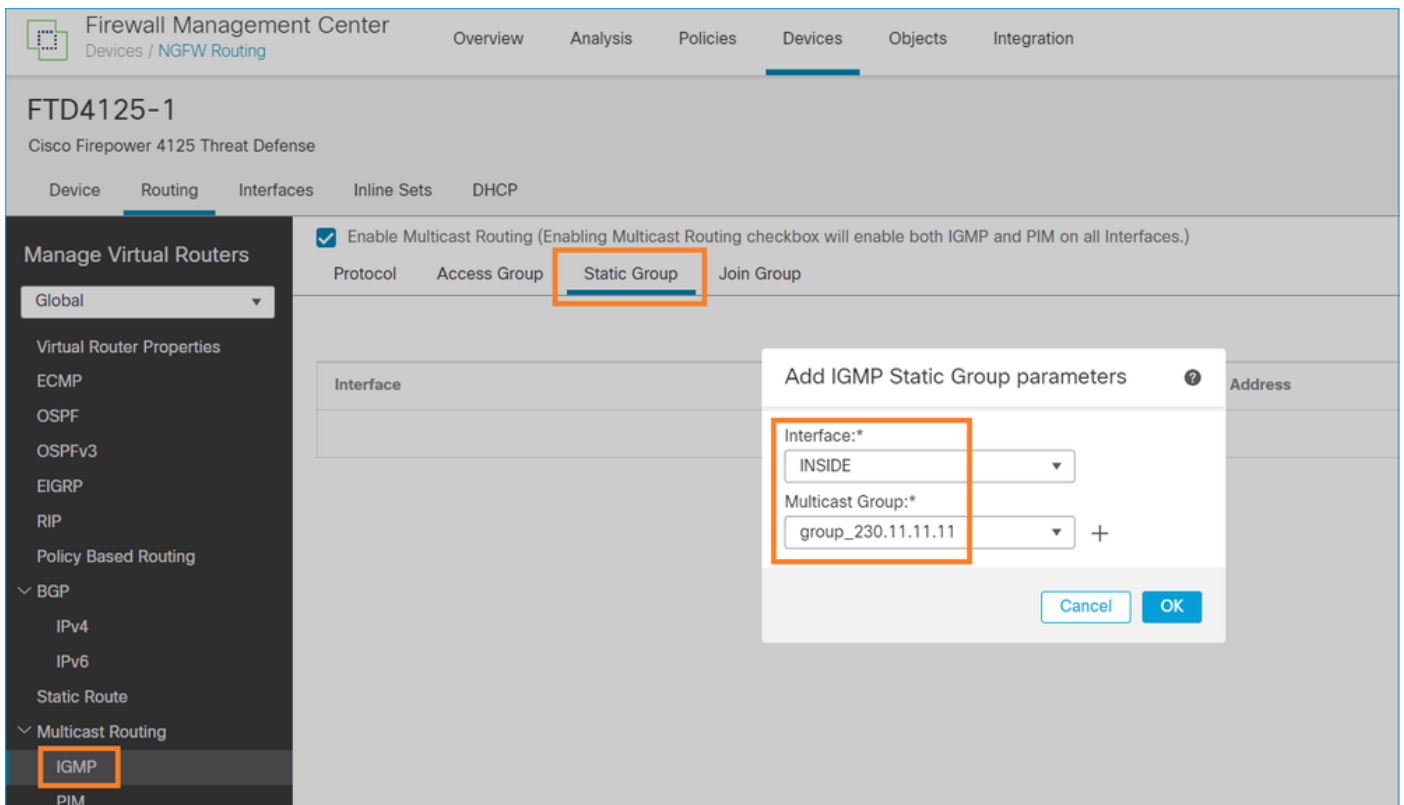 Firewall Management Center
Devices / NGFW Routing
Overview Analysis Policies Devices Objects Integration
FTD4125-1
Cisco Firepower 4125 Threat Defense
Device Routing Interfaces Inline Sets DHCP
Manage Virtual Routers
Global
Virtual Router Properties
ECMP
OSPF
OSPFv3
EIGRP
RIP
Policy Based Routing
BGP
IPv4
IPv6
Static Route
Multicast Routing
IGMP
PIM
Enable Multicast Routing (Enabling Multicast Routing checkbox will enable both IGMP and PIM on all Interfaces.)
Protocol Access Group Static Group Join Group
Interface
Address
Add IGMP Static Group parameters ?
Interface:*
INSIDE
Multicast Group:*
group_230.11.11.11 +
Cancel OK